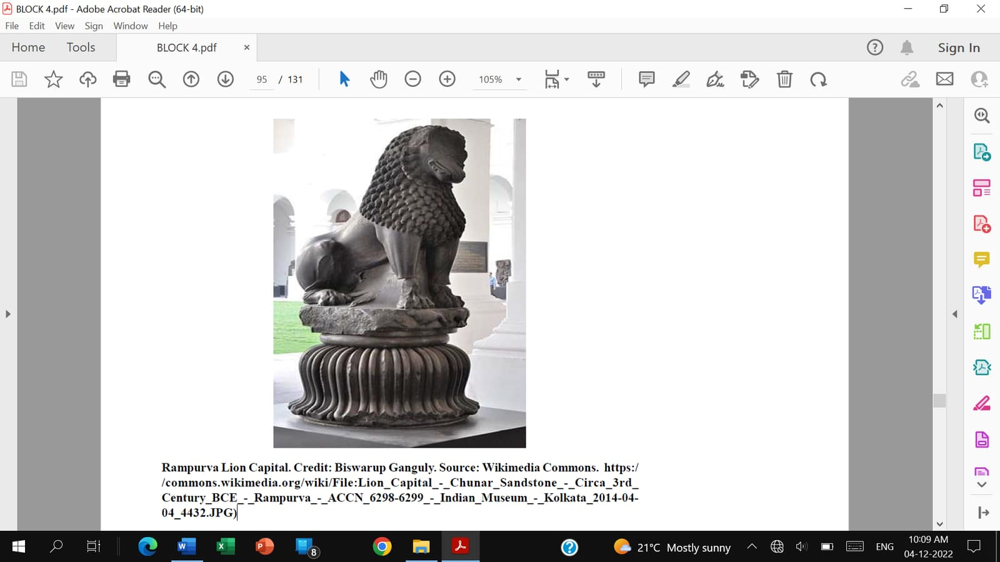 BLOCK 4.pdf - Adobe Acrobat Reader (64-bit)
File Edit View Sign Window Help
Home Tools BLOCK 4.pdf × Sign In
95 / 131 105%
Rampurva Lion Capital. Credit: Biswarup Ganguly. Source: Wikimedia Commons. https:/
/commons.wikimedia.org/wiki/File:Lion_Capital_-_Chunar_Sandstone_-_Circa_3rd_
Century_BCE_-_Rampurva_-_ACCN_6298-6299_-_Indian_Museum_-_Kolkata_2014-04-
04_4432.JPG)
8 21°C Mostly sunny ENG 10:09 AM
04-12-2022